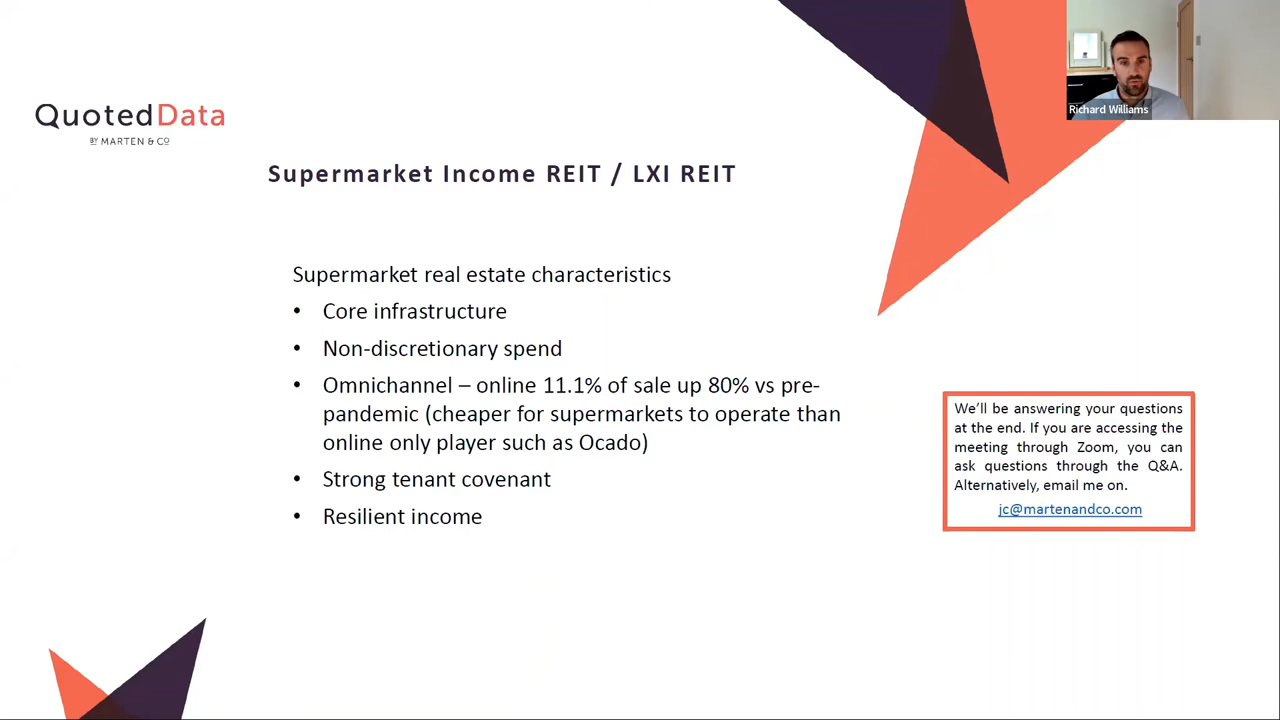 Richard Williams
QuotedData
BY MARTEN & CO
Supermarket Income REIT / LXI REIT
Supermarket real estate characteristics
• Core infrastructure
• Non-discretionary spend
• Omnichannel – online 11.1% of sale up 80% vs pre-
pandemic (cheaper for supermarkets to operate than
online only player such as Ocado)
• Strong tenant covenant
• Resilient income
We'll be answering your questions
at the end. If you are accessing the
meeting through Zoom, you can
ask questions through the Q&A.
Alternatively, email me on.
jc@martenandco.com